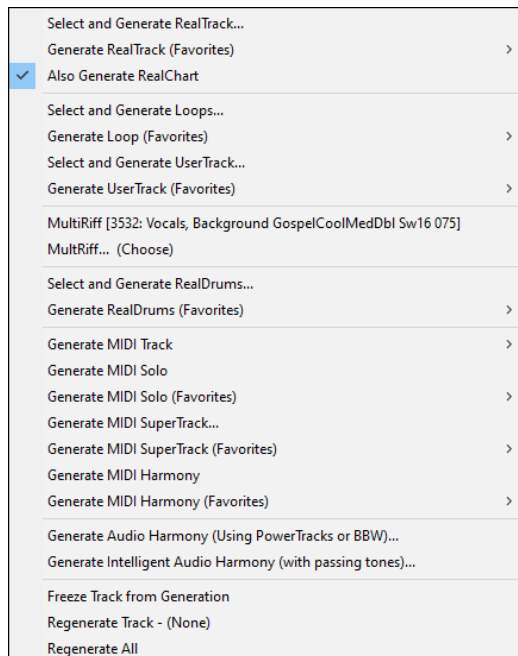 Select and Generate RealTrack...
Generate RealTrack (Favorites)
Also Generate RealChart
Select and Generate Loops...
Generate Loop (Favorites)
Select and Generate UserTrack...
Generate UserTrack (Favorites)
MultiRiff [3532: Vocals, Background GospelCoolMedDbl Sw16 075]
MultRiff... (Choose)
Select and Generate RealDrums...
Generate RealDrums (Favorites)
Generate MIDI Track
Generate MIDI Solo
Generate MIDI Solo (Favorites)
Generate MIDI SuperTrack...
Generate MIDI SuperTrack (Favorites)
Generate MIDI Harmony
Generate MIDI Harmony (Favorites)
Generate Audio Harmony (Using PowerTracks or BBW)...
Generate Intelligent Audio Harmony (with passing tones)...
Freeze Track from Generation
Regenerate Track - (None)
Regenerate All